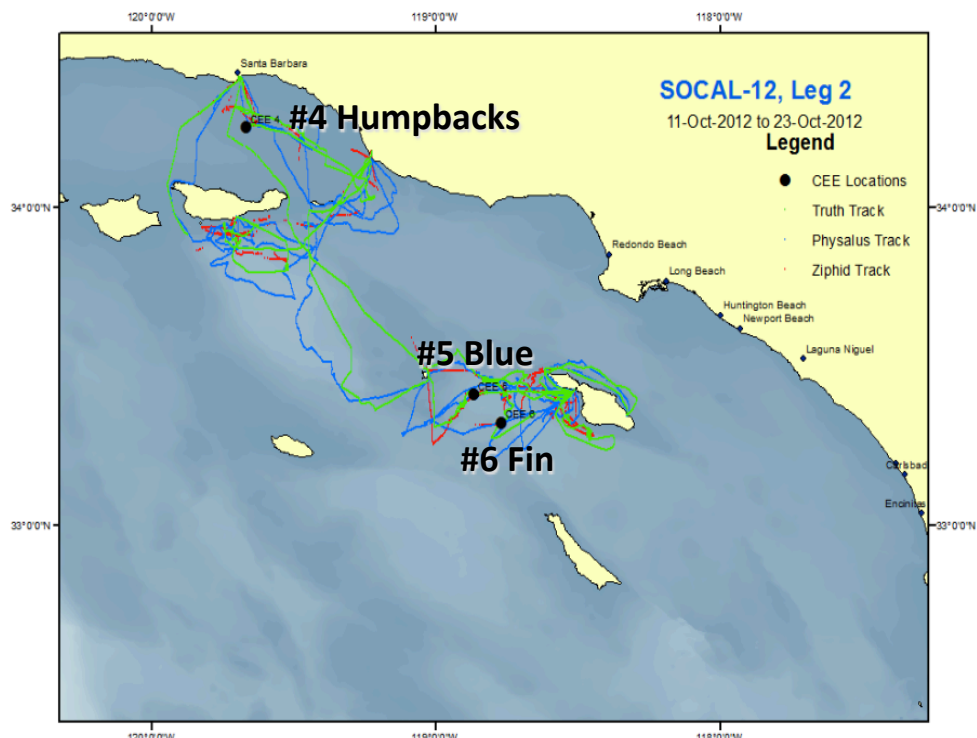 120°0'0"W 119°0'0"W 118°0'0"W
Santa Barbara
CEE 4
#4 Humpbacks
SOCAL-12, Leg 2
11-Oct-2012 to 23-Oct-2012
Legend
CEE Locations
Truth Track
Physalus Track
Ziphid Track
34°0'0"N 34°0'0"N
Redondo Beach
Long Beach
Huntington Beach
Newport Beach
Laguna Niguel
#5 Blue
CEE 5
CEE 6
#6 Fin
Carlsbad
Encinitas
33°0'0"N 33°0'0"N